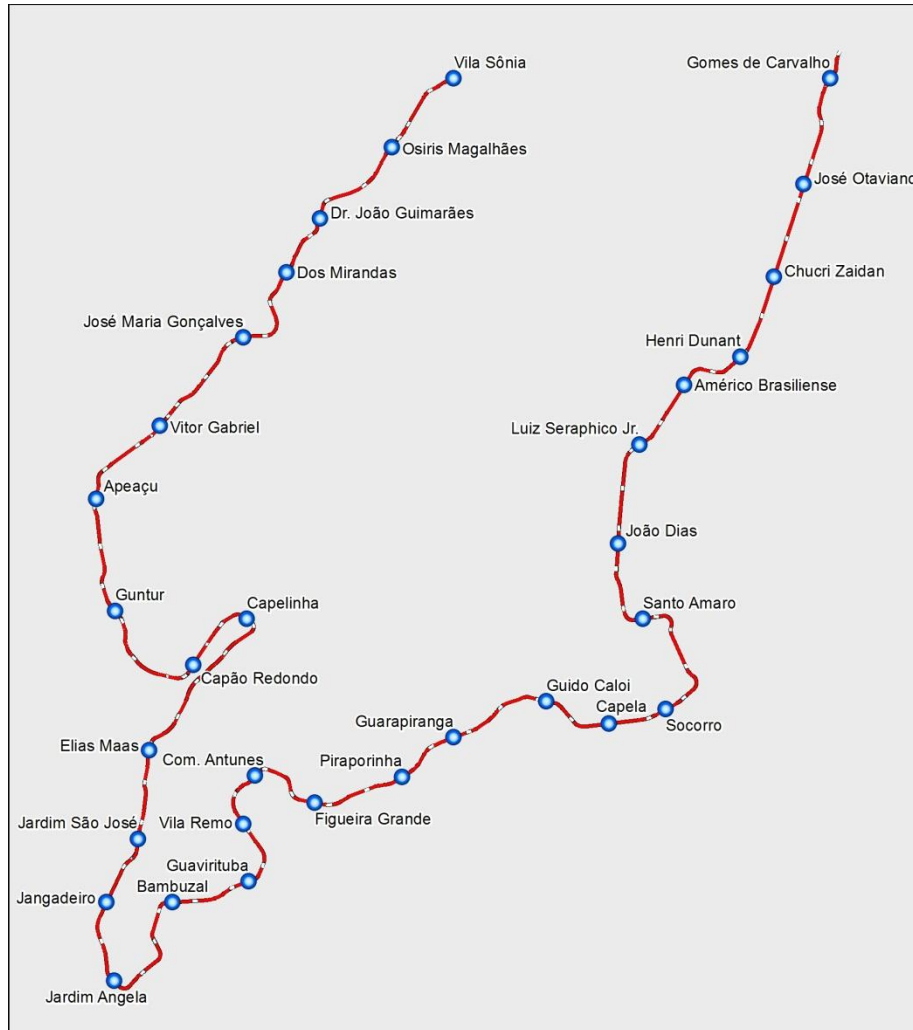 Vila Sônia
Gomes de Carvalho
Osiris Magalhães
José Otaviano
Dr. João Guimarães
Dos Mirandas
Chucri Zaidan
José Maria Gonçalves
Henri Dunant
Américo Brasiliense
Vitor Gabriel
Luiz Seraphico Jr.
Apeaçu
João Dias
Guntur
Capelinha
Santo Amaro
Capão Redondo
Guido Caloi
Capela
Socorro
Guarapiranga
Elias Maas
Com. Antunes
Piraporinha
Figueira Grande
Jardim São José
Vila Remo
Guavirituba
Jangadeiro
Bambuzal
Jardim Angela